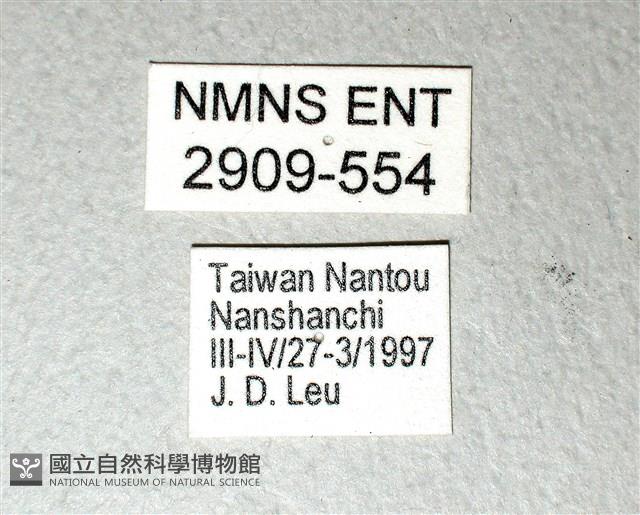 NMNS ENT
2909-554
Taiwan Nantou
Nanshanchi
III-IV/27-3/1997
J. D. Leu
國立自然科學博物館
NATIONAL MUSEUM OF NATURAL SCIENCE